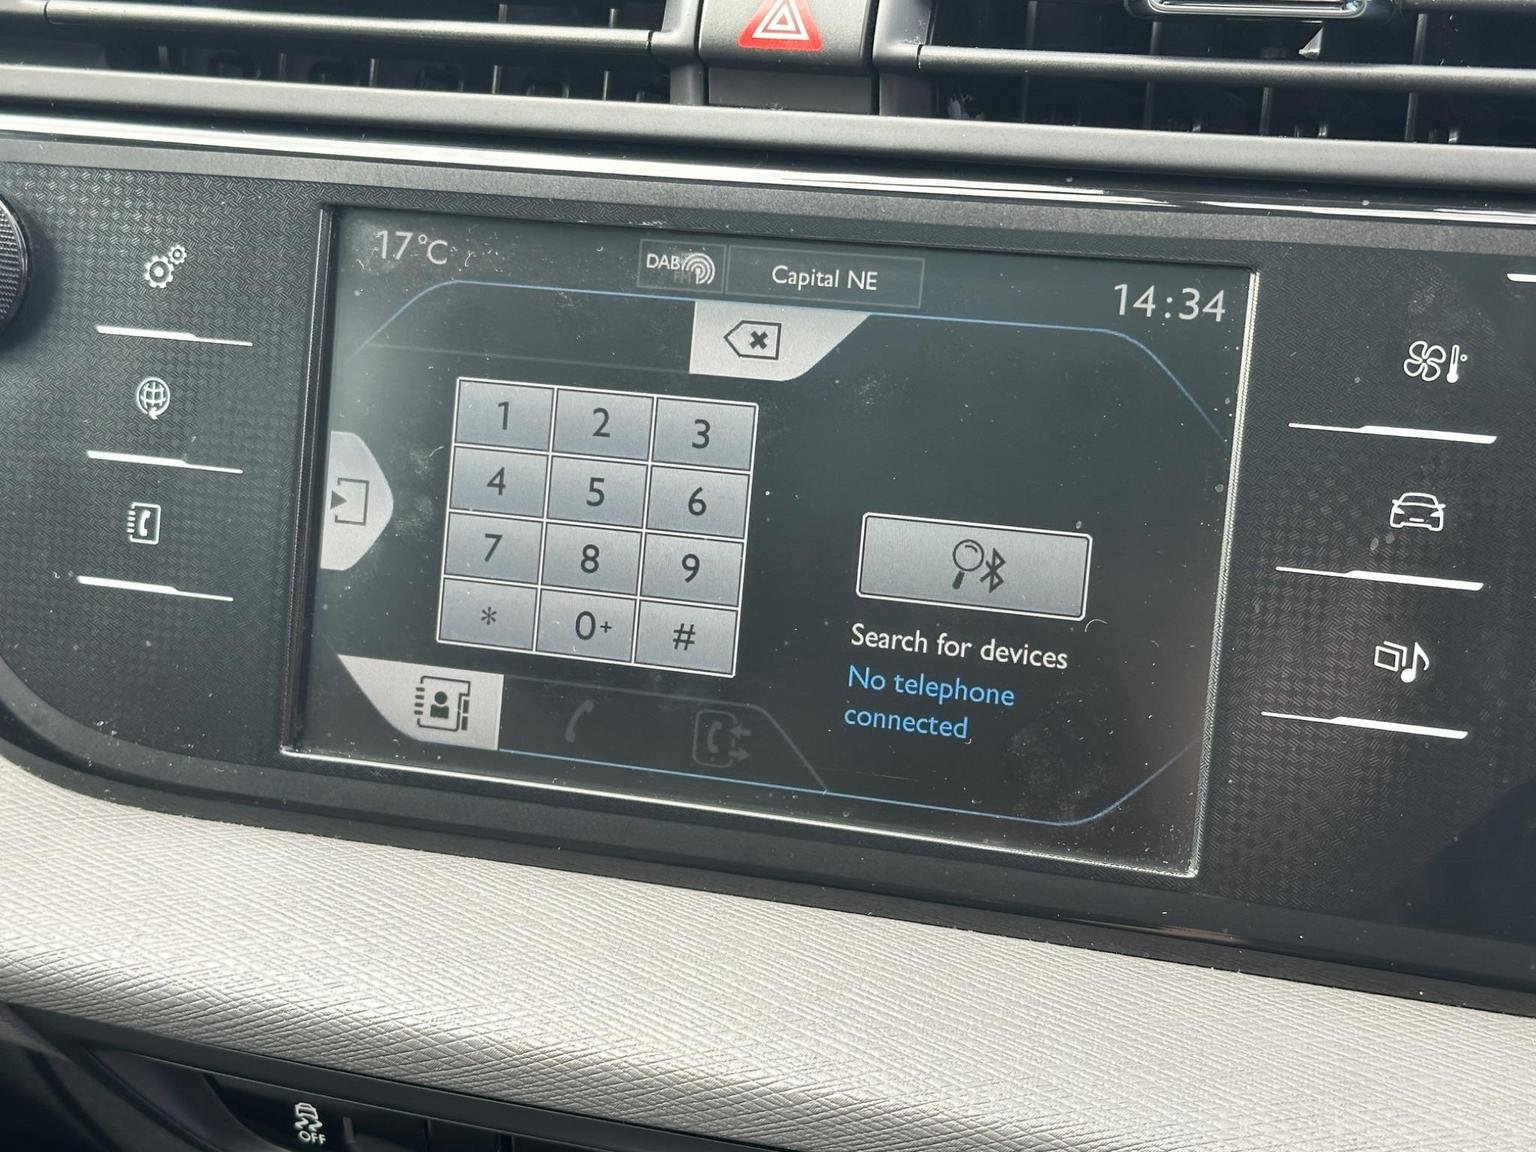 17°C
DAB
FM
Capital NE
14:34
1 2 3
4 5 6
7 8 9
* 0+ #
Search for devices
No telephone
connected
OFF